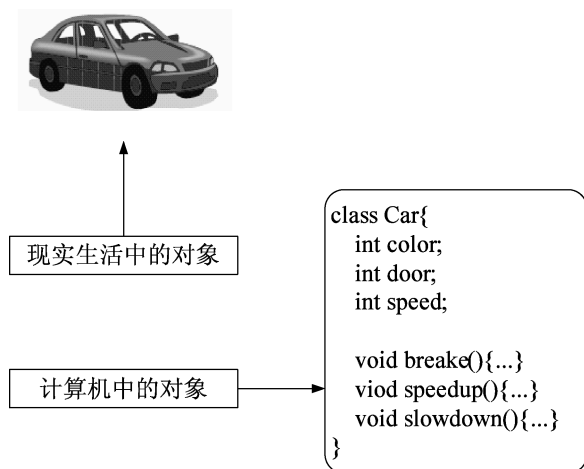 现实生活中的对象
计算机中的对象
class Car{
int color;
int door;
int speed;
void breake(){...}
viod speedup(){...}
void slowdown(){...}
}